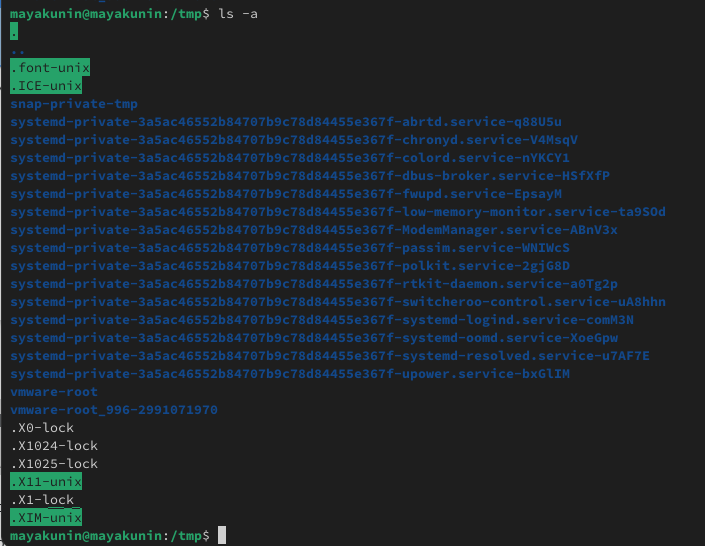 mayakunin@mayakunin:/tmp$ ls -a
.
..
.font-unix
.ICE-unix
snap-private-tmp
systemd-private-3a5ac46552b84707b9c78d84455e367f-abrtd.service-q88U5u
systemd-private-3a5ac46552b84707b9c78d84455e367f-chronyd.service-V4MsqV
systemd-private-3a5ac46552b84707b9c78d84455e367f-colord.service-nYKCY1
systemd-private-3a5ac46552b84707b9c78d84455e367f-dbus-broker.service-HSfXfP
systemd-private-3a5ac46552b84707b9c78d84455e367f-fwupd.service-EpsayM
systemd-private-3a5ac46552b84707b9c78d84455e367f-low-memory-monitor.service-ta9SOd
systemd-private-3a5ac46552b84707b9c78d84455e367f-ModemManager.service-ABnV3x
systemd-private-3a5ac46552b84707b9c78d84455e367f-passim.service-WNIWcS
systemd-private-3a5ac46552b84707b9c78d84455e367f-polkit.service-2gjG8D
systemd-private-3a5ac46552b84707b9c78d84455e367f-rtkit-daemon.service-a0Tg2p
systemd-private-3a5ac46552b84707b9c78d84455e367f-switcheroo-control.service-uA8hhn
systemd-private-3a5ac46552b84707b9c78d84455e367f-systemd-logind.service-comM3N
systemd-private-3a5ac46552b84707b9c78d84455e367f-systemd-oomd.service-XoeGpw
systemd-private-3a5ac46552b84707b9c78d84455e367f-systemd-resolved.service-u7AF7E
systemd-private-3a5ac46552b84707b9c78d84455e367f-upower.service-bxGlIM
vmware-root
vmware-root_996-2991071970
.X0-lock
.X1024-lock
.X1025-lock
.X11-unix
.X1-lock
.XIM-unix
mayakunin@mayakunin:/tmp$